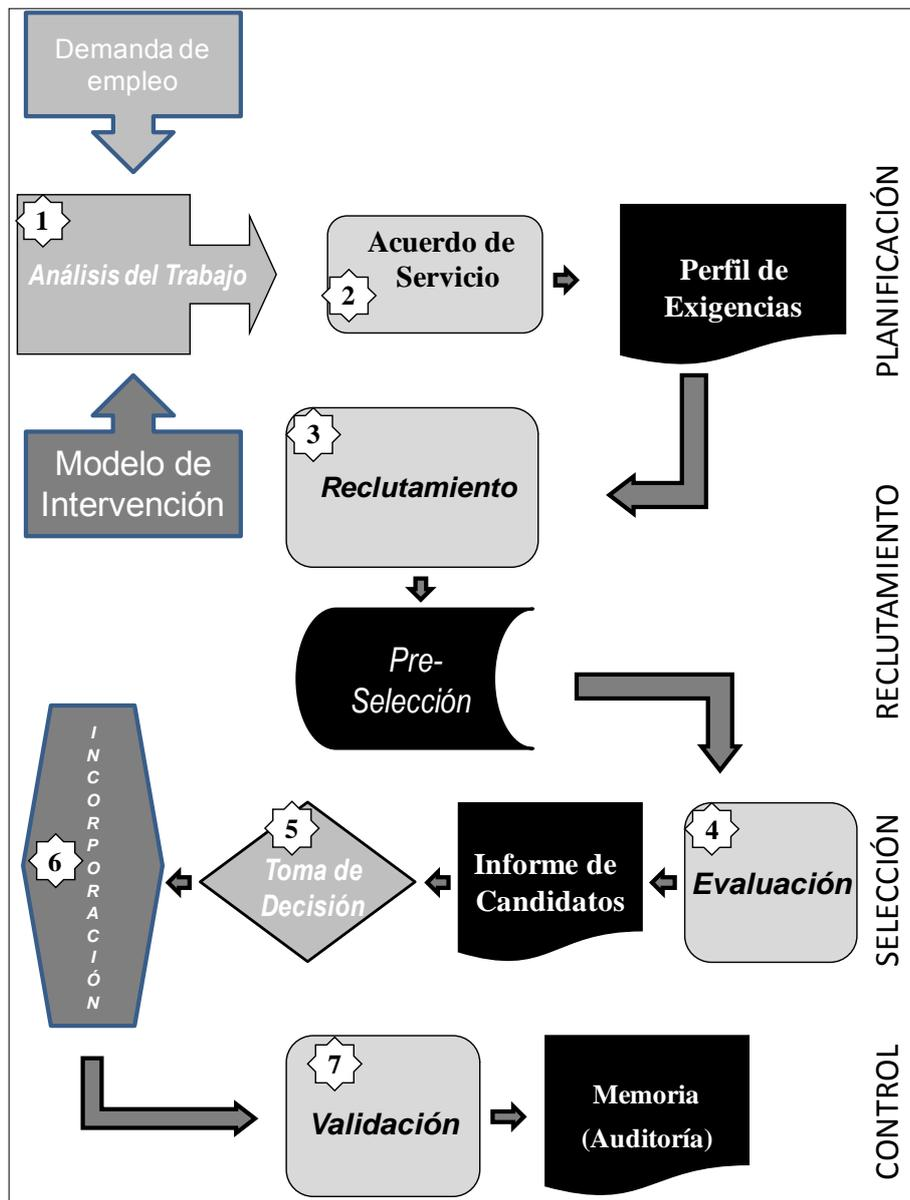 Demanda de
empleo
1
Análisis del Trabajo
Acuerdo de
Servicio
2
Perfil de
Exigencias
PLANIFICACIÓN
Modelo de
Intervención
3
Reclutamiento
RECLUTAMIENTO
Pre-
Selección
4
Evaluación
SELECCIÓN
Informe de
Candidatos
5
Toma de
Decisión
6
INCORPORACIÓN
7
Validación
Memoria
(Auditoría)
CONTROL